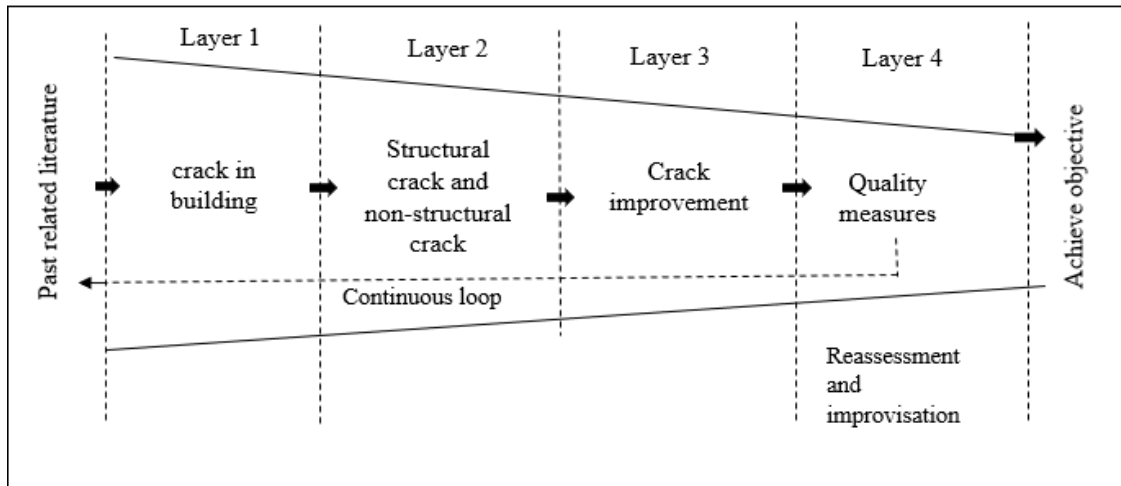 Layer 1
Layer 2
Layer 3
Layer 4
Past related literature
crack in
building
Structural
crack and
non-structural
crack
Crack
improvement
Quality
measures
Achieve objective
Continuous loop
Reassessment
and
improvisation